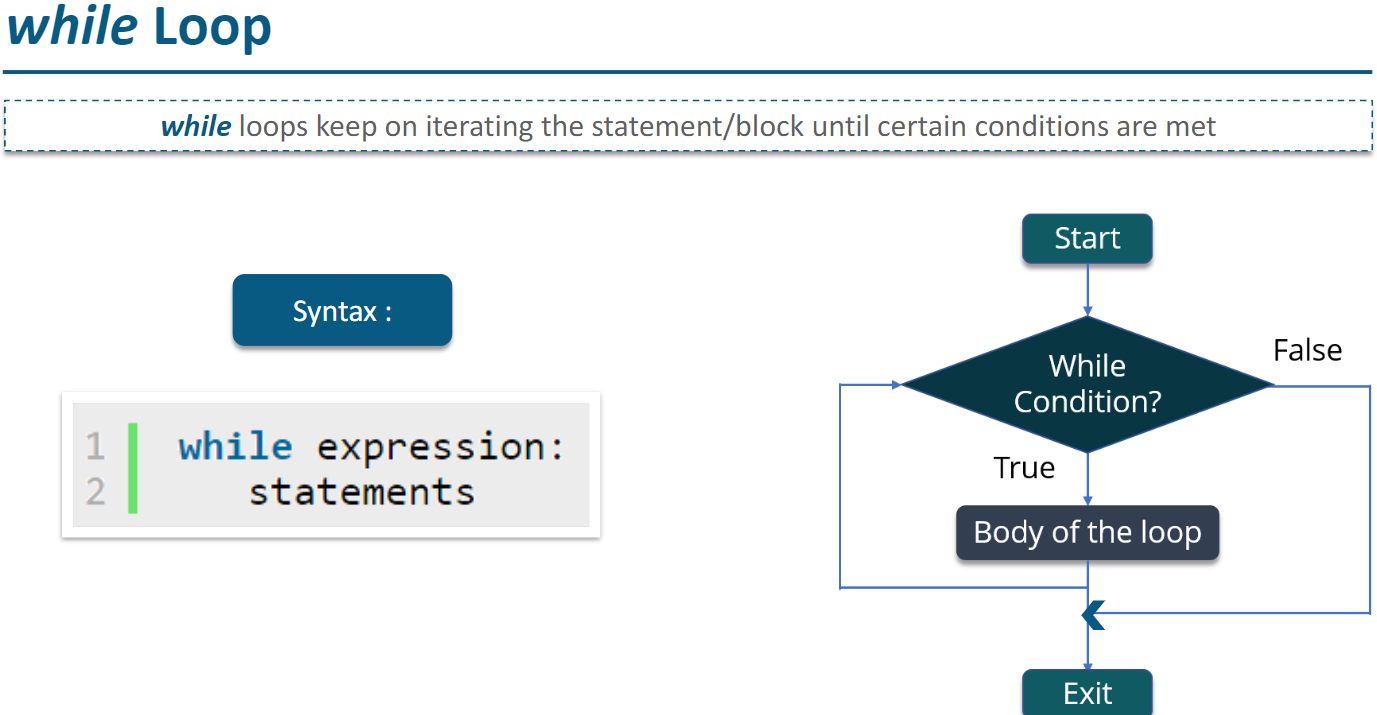 while Loop
while loops keep on iterating the statement/block until certain conditions are met
Syntax :
1 while expression:
2 statements
Start
While
Condition?
False
True
Body of the loop
Exit